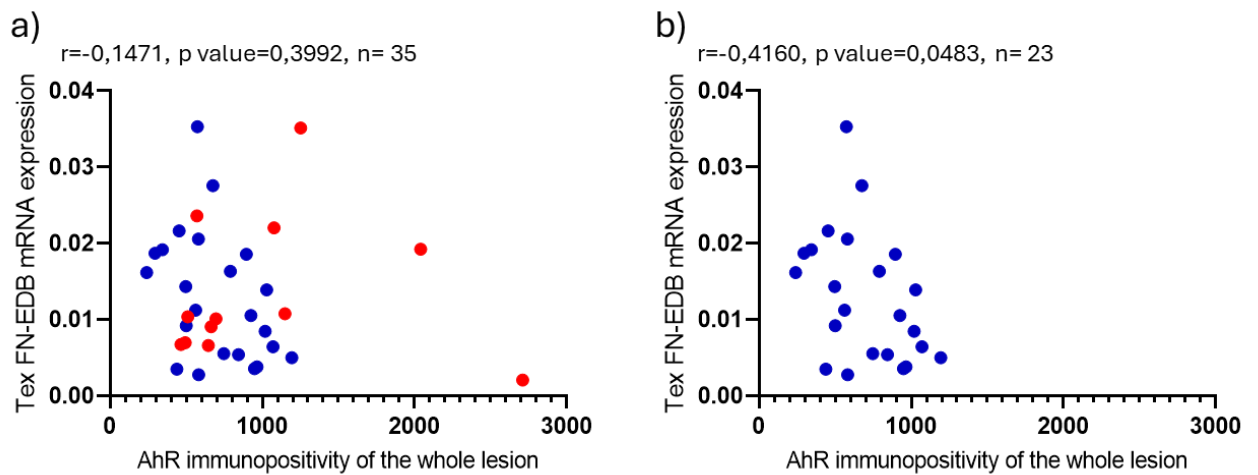 a)
r=-0,1471, p value=0,3992, n= 35
0.04
0.03
0.02
0.01
0.00
0
1000
2000
3000
Tex FN-EDB mRNA expression
AhR immunopositivity of the whole lesion
b)
r=-0,4160, p value=0,0483, n= 23
0.04
0.03
0.02
0.01
0.00
0
1000
2000
3000
Tex FN-EDB mRNA expression
AhR immunopositivity of the whole lesion